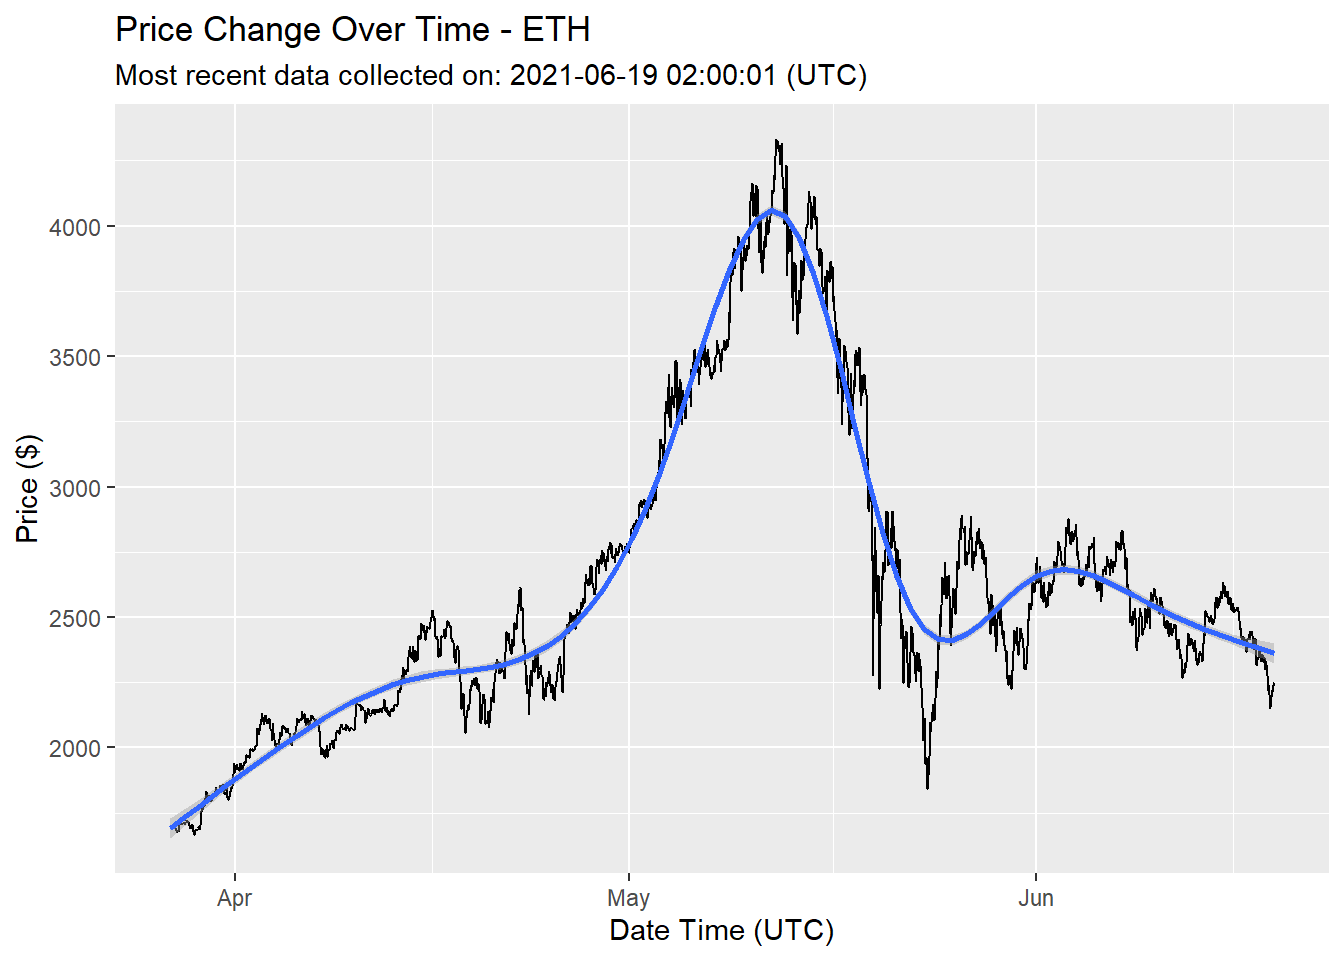 Price Change Over Time - ETH
Most recent data collected on: 2021-06-19 02:00:01 (UTC)
Price ($)
4000
3500
3000
2500
2000
Apr
May
Jun
Date Time (UTC)